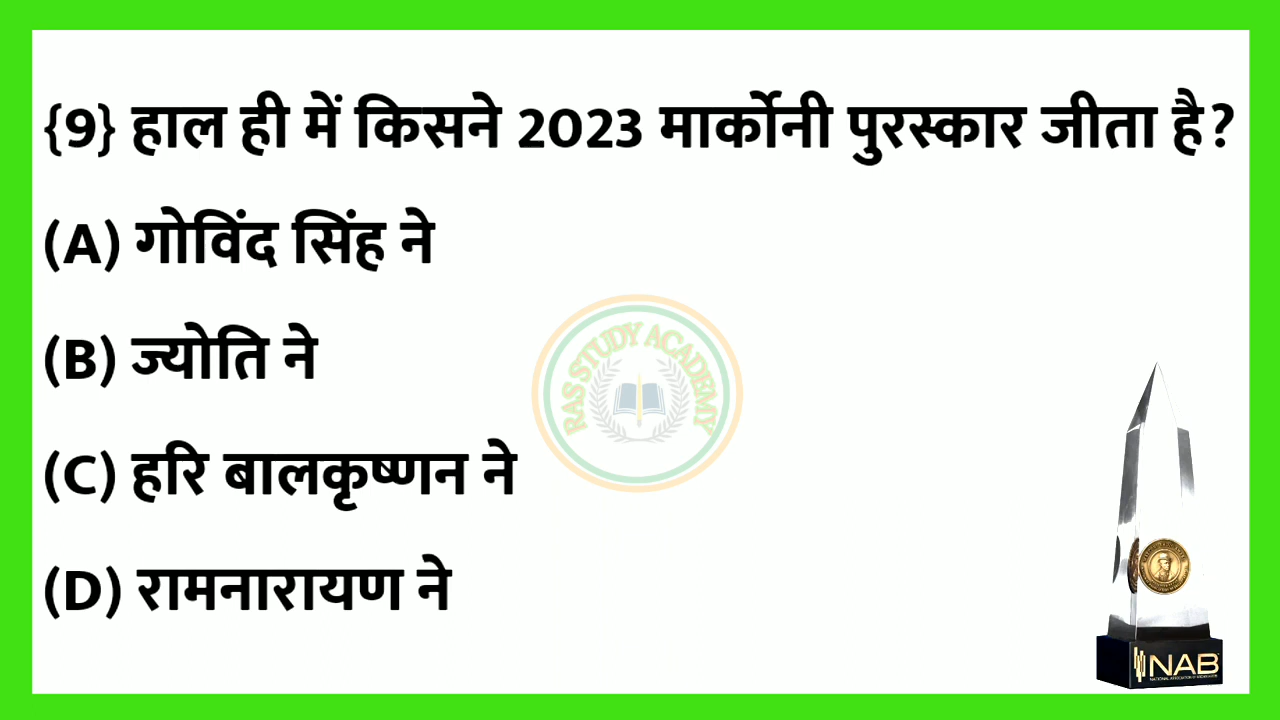 {9} हाल ही में किसने 2023 मार्कोनी पुरस्कार जीता है?
(A) गोविंद सिंह ने
(B) ज्योति ने
RAS STUDY ACADEMY
(C) हरि बालकृष्णन ने
(D) रामनारायण ने
NAB